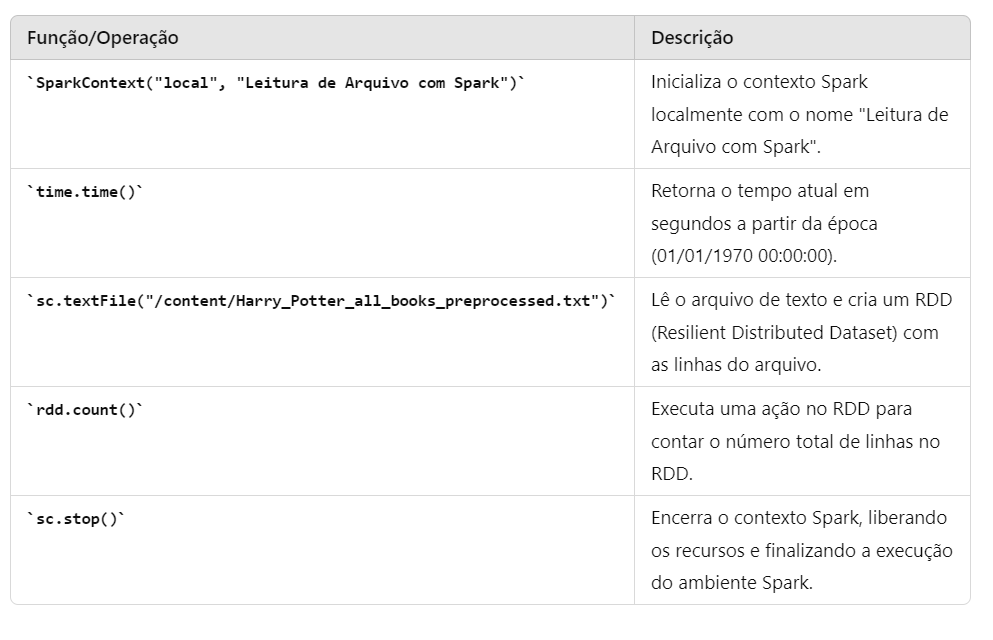 Função/Operação Descrição
`SparkContext("local", "Leitura de Arquivo com Spark")` Inicializa o contexto Spark
localmente com o nome "Leitura de
Arquivo com Spark".
`time.time()` Retorna o tempo atual em
segundos a partir da época
(01/01/1970 00:00:00).
`sc.textFile("/content/Harry_Potter_all_books_preprocessed.txt")` Lê o arquivo de texto e cria um RDD
(Resilient Distributed Dataset) com
as linhas do arquivo.
`rdd.count()` Executa uma ação no RDD para
contar o número total de linhas no
RDD.
`sc.stop()` Encerra o contexto Spark, liberando
os recursos e finalizando a execução
do ambiente Spark.